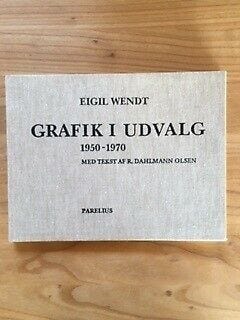 EIGIL WENDT
GRAFIK I UDVALG
1950-1970
MED TEKST AF R. DAHLMANN OLSEN
PARELIUS